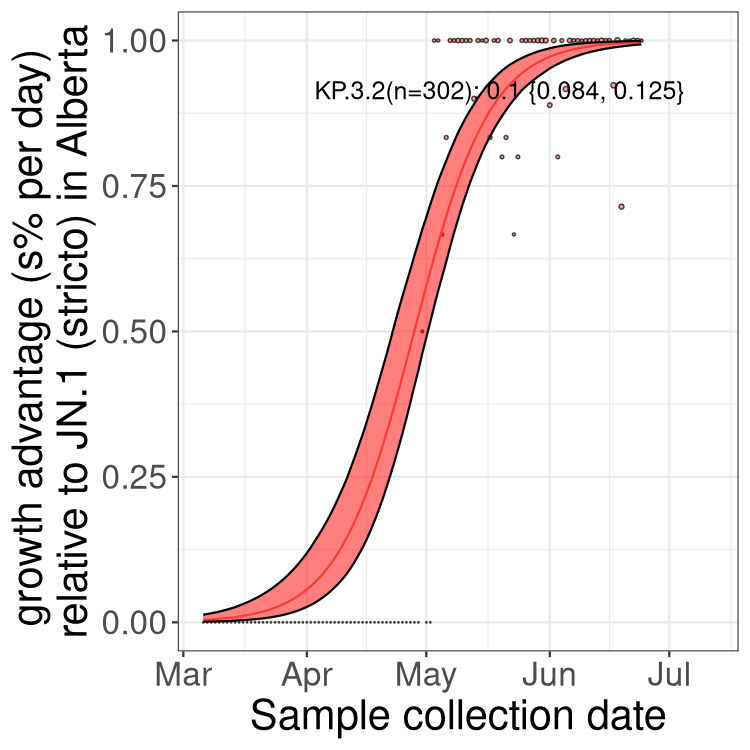 growth advantage (s% per day)
relative to JN.1 (stricto) in Alberta
1.00
0.75
0.50
0.25
0.00
KP.3.2(n=302): 0.1 {0.084, 0.125}
Mar Apr May Jun Jul
Sample collection date